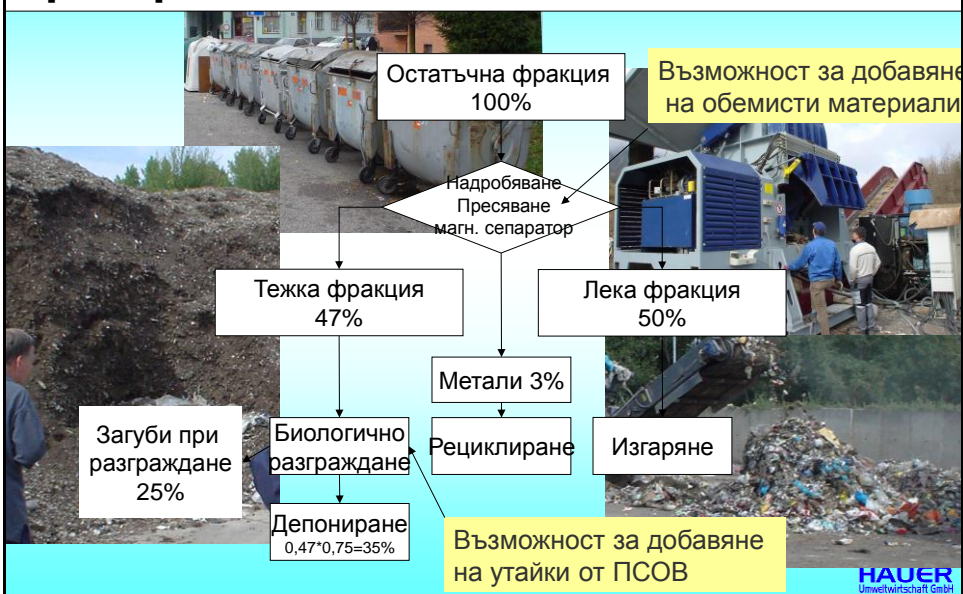 Остатъчна фракция
100%
Възможност за добавяне
на обемисти материали
Надробяване
Пресяване
магн. сепаратор
Тежка фракция
47%
Лека фракция
50%
Метали 3%
Загуби при
разграждане
25%
Биологично
разграждане
Рециклиране
Изгаряне
Депониране
0,47*0,75=35%
Възможност за добавяне
на утайки от ПСОВ
HAUER
Umweltwirtschaft GmbH